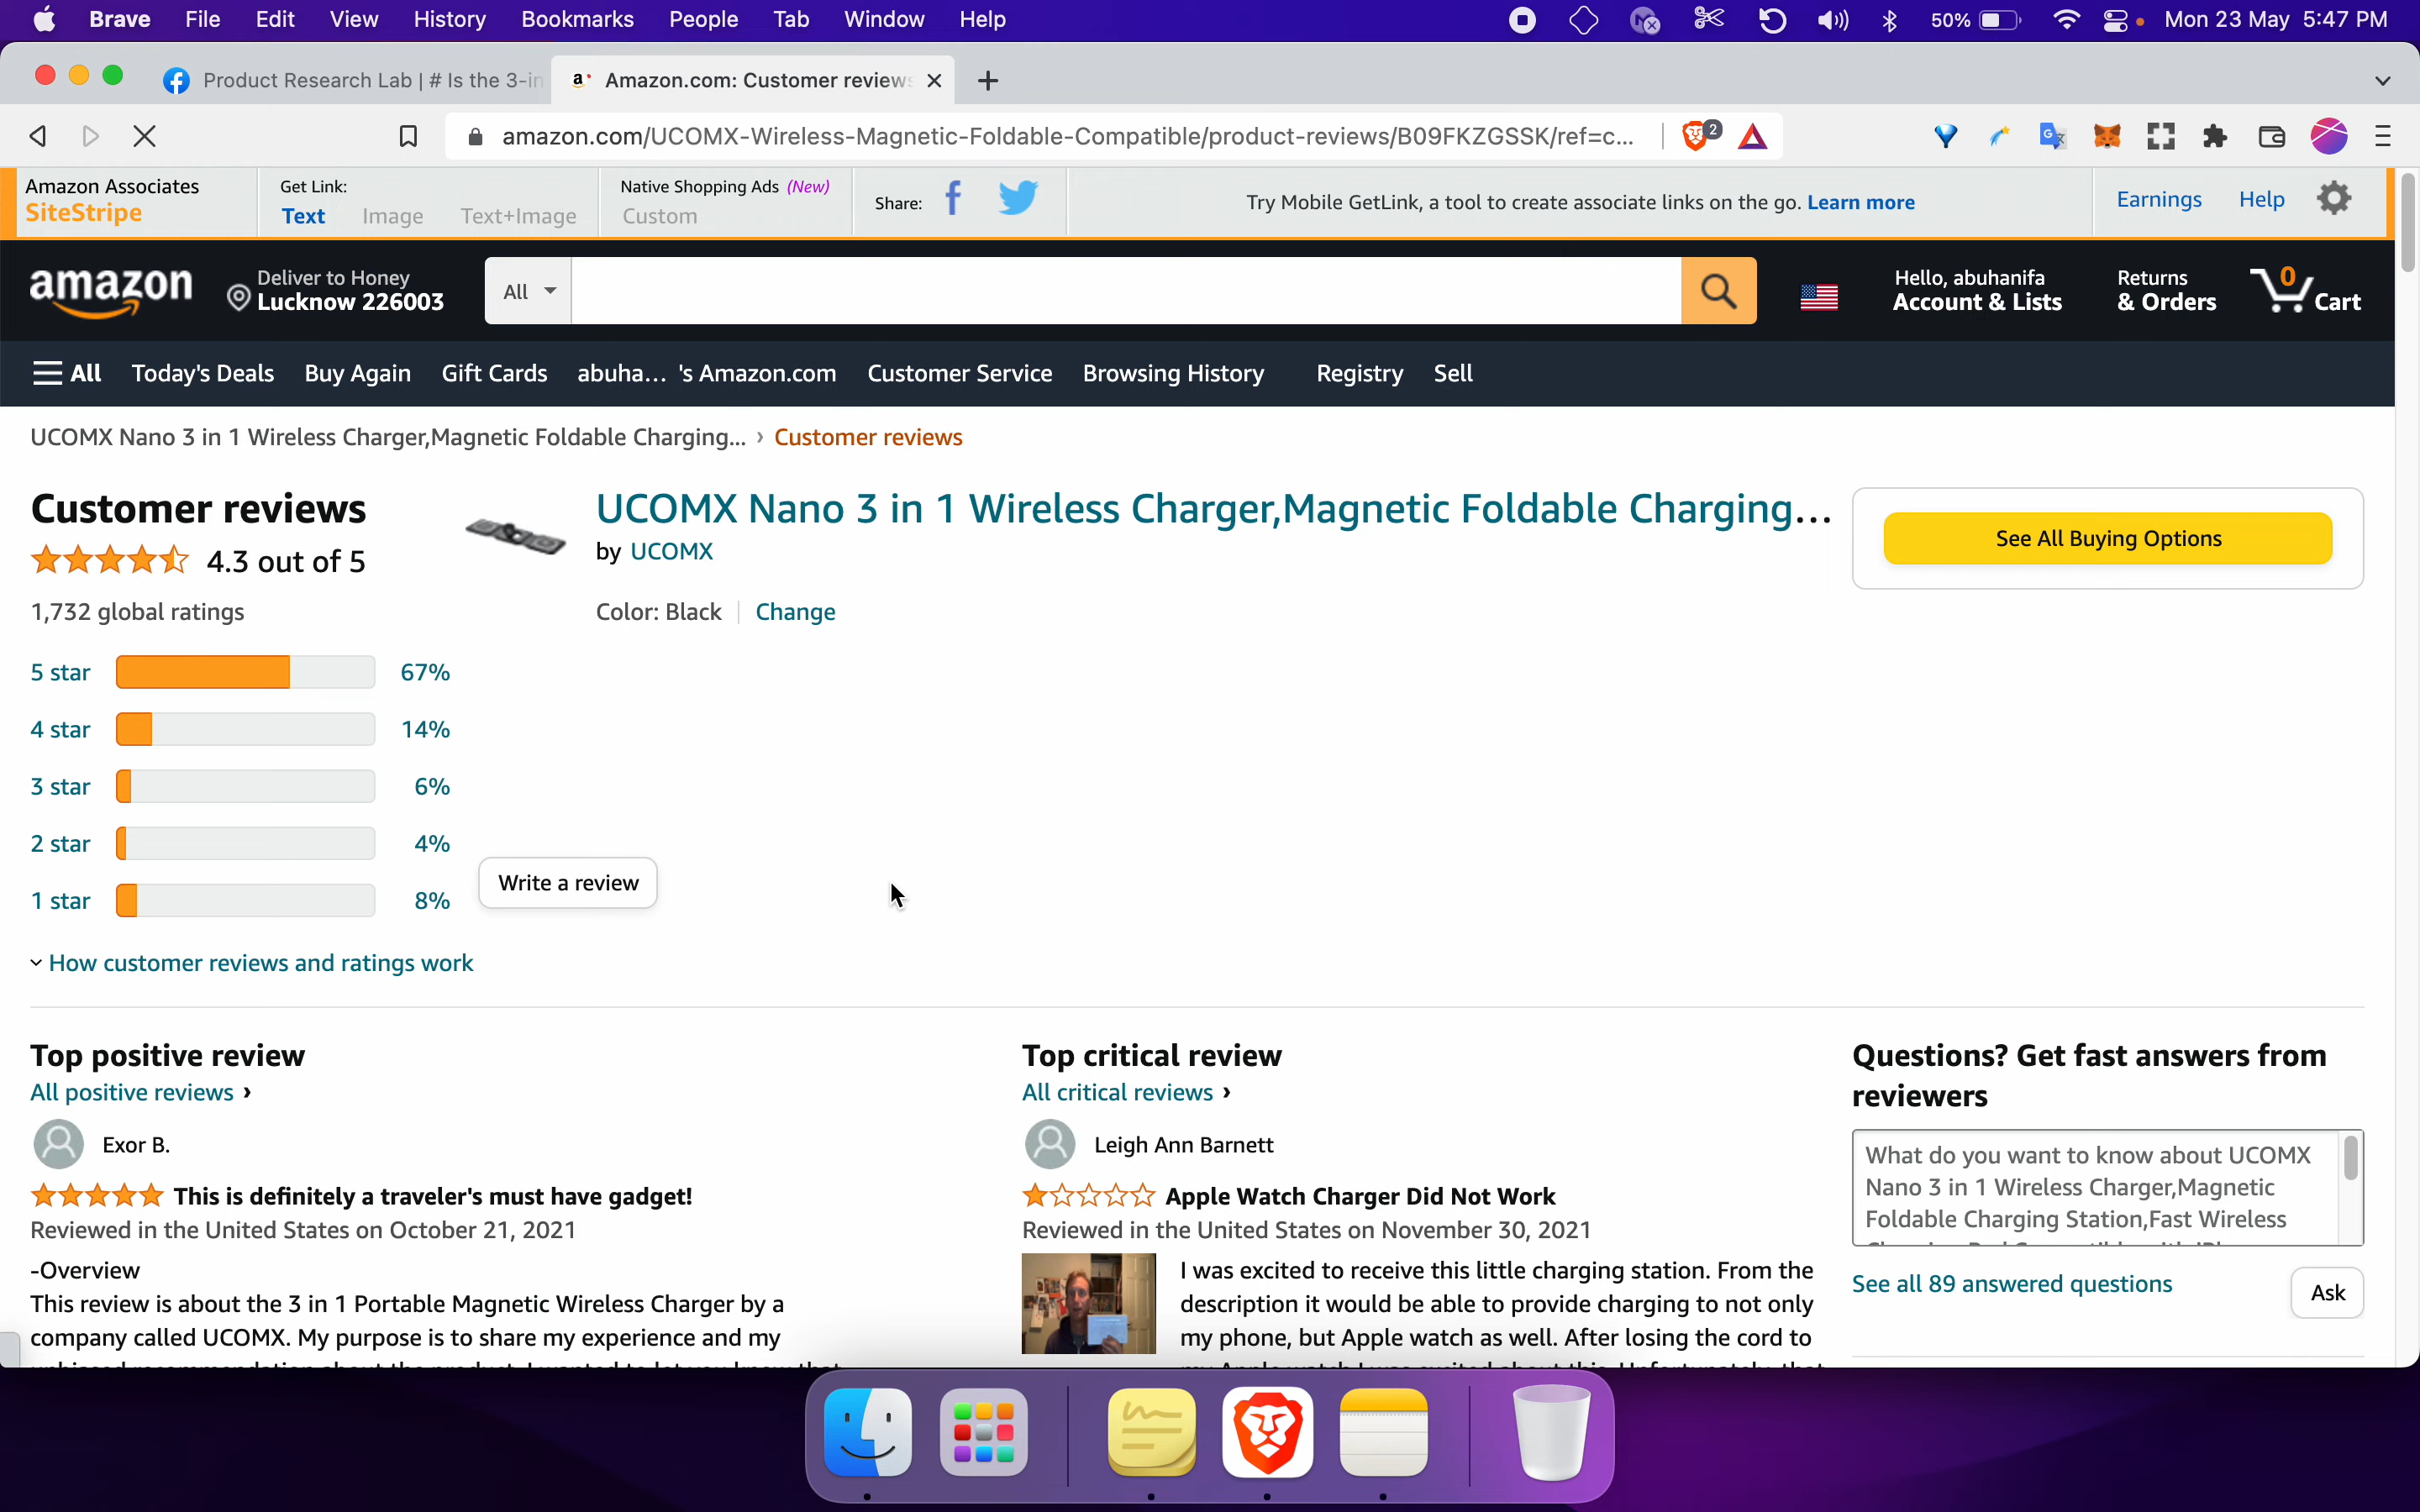 Brave File Edit View History Bookmarks People Tab Window Help 50% Mon 23 May 5:47 PM
Product Research Lab | # Is the 3-in
Amazon.com: Customer reviews
amazon.com/UCOMX-Wireless-Magnetic-Foldable-Compatible/product-reviews/B09FKZGSSK/ref=c...
2
Amazon Associates
SiteStripe
Get Link:
Text Image Text+Image
Native Shopping Ads (New)
Custom
Share:
Try Mobile GetLink, a tool to create associate links on the go. Learn more
Earnings Help
amazon
Deliver to Honey
Lucknow 226003
All
Hello, abuhanifa
Account & Lists
Returns
& Orders
0
Cart
All Today's Deals Buy Again Gift Cards abuha... 's Amazon.com Customer Service Browsing History Registry Sell
UCOMX Nano 3 in 1 Wireless Charger,Magnetic Foldable Charging... › Customer reviews
Customer reviews
4.3 out of 5
1,732 global ratings
5 star 67%
4 star 14%
3 star 6%
2 star 4%
1 star 8%
How customer reviews and ratings work
UCOMX Nano 3 in 1 Wireless Charger,Magnetic Foldable Charging...
by UCOMX
Color: Black Change
Write a review
See All Buying Options
Top positive review
All positive reviews ›
Exor B.
This is definitely a traveler's must have gadget!
Reviewed in the United States on October 21, 2021
-Overview
This review is about the 3 in 1 Portable Magnetic Wireless Charger by a
company called UCOMX. My purpose is to share my experience and my
Top critical review
All critical reviews ›
Leigh Ann Barnett
Apple Watch Charger Did Not Work
Reviewed in the United States on November 30, 2021
I was excited to receive this little charging station. From the
description it would be able to provide charging to not only
my phone, but Apple watch as well. After losing the cord to
Questions? Get fast answers from
reviewers
What do you want to know about UCOMX
Nano 3 in 1 Wireless Charger,Magnetic
Foldable Charging Station,Fast Wireless
See all 89 answered questions
Ask